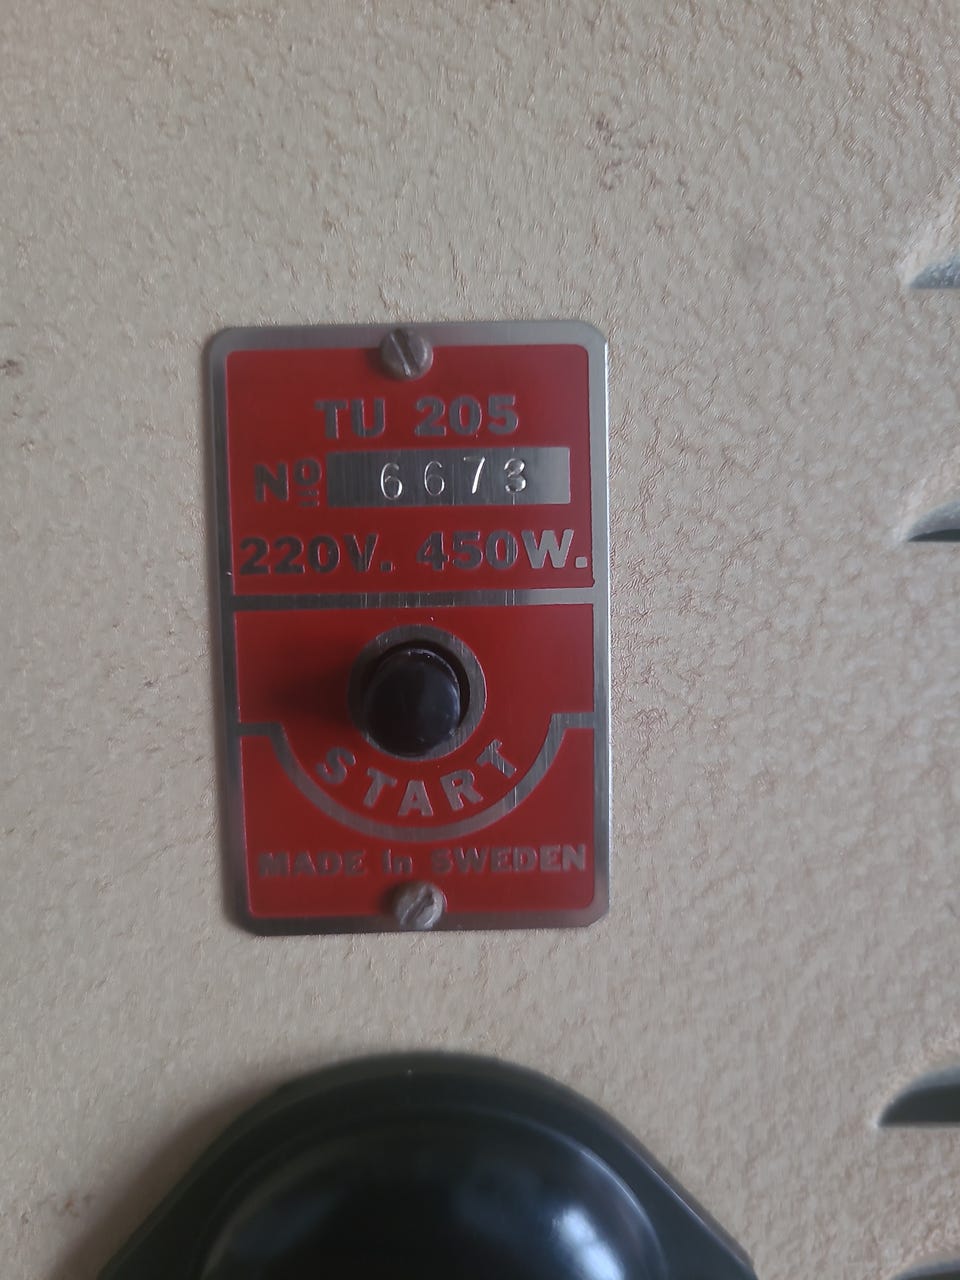 TU 205
Nº 6673
220V. 450W.
START
MADE in SWEDEN